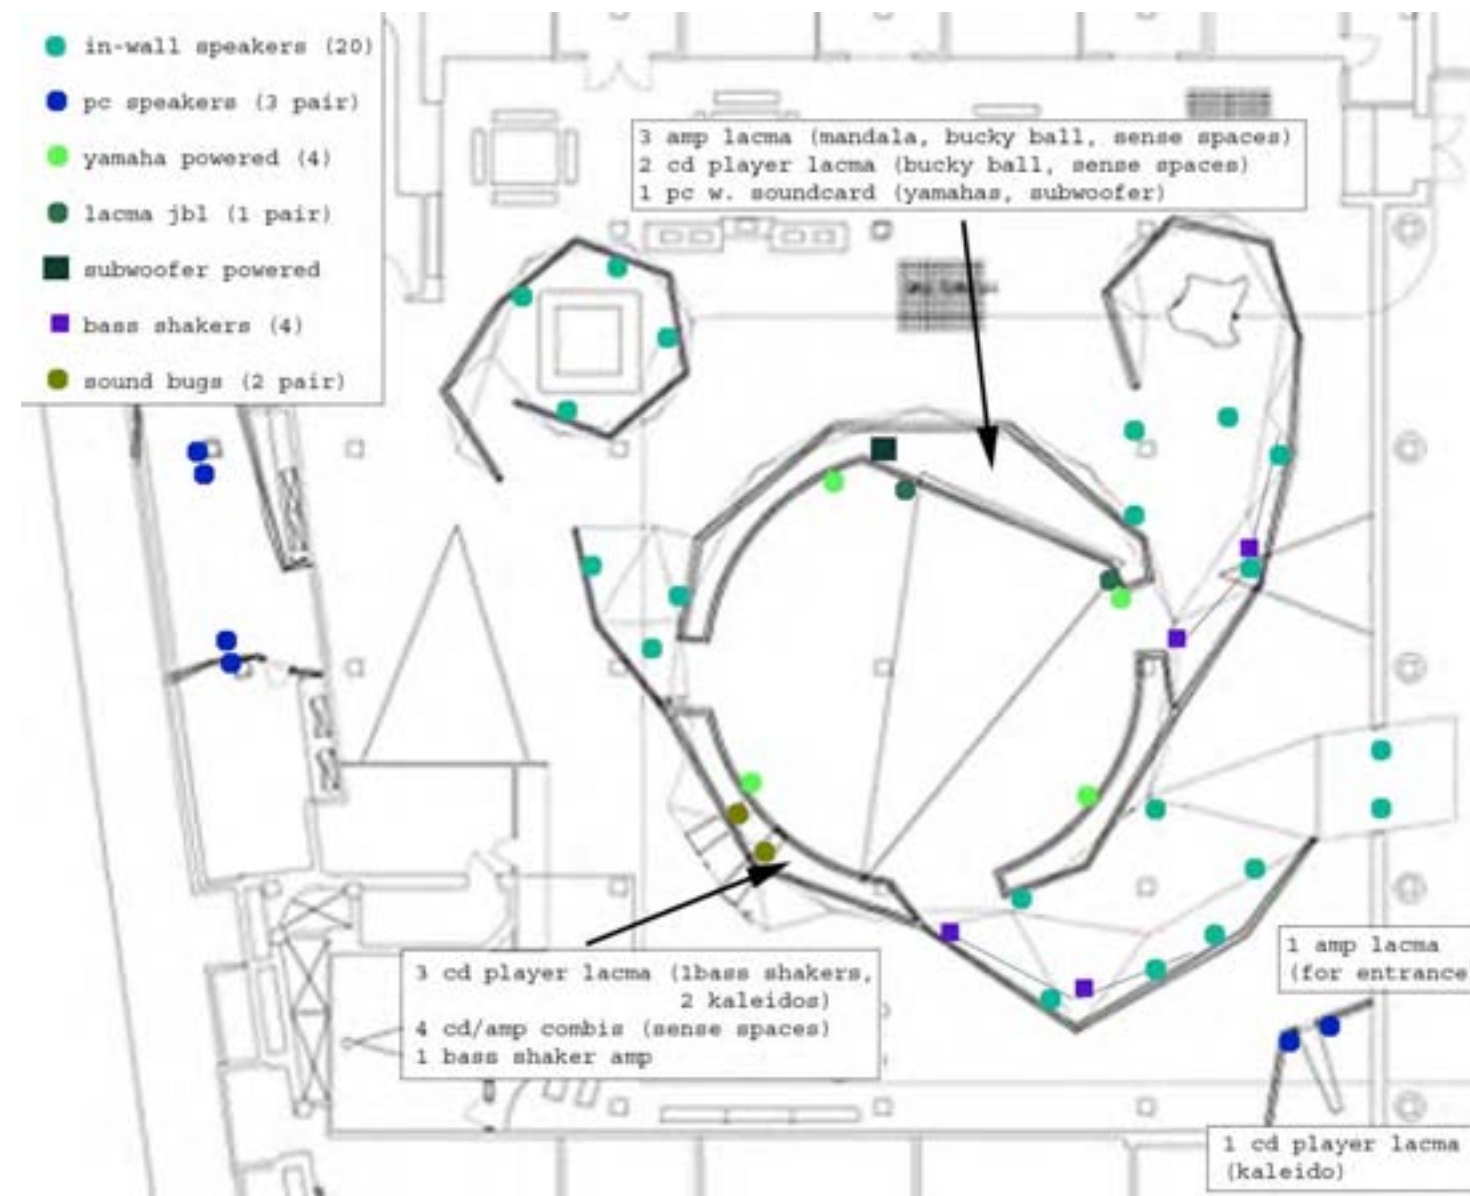 in-wall speakers (20)
pc speakers (3 pair)
yamaha powered (4)
lacma jbl (1 pair)
subwoofer powered
bass shakers (4)
sound bugs (2 pair)
3 amp lacma (mandala, bucky ball, sense spaces)
2 cd player lacma (bucky ball, sense spaces)
1 pc w. soundcard (yamahas, subwoofer)
3 cd player lacma (1bass shakers,
2 kaleidos)
4 cd/amp combis (sense spaces)
1 bass shaker amp
1 amp lacma
(for entrance
1 cd player lacma
(kaleido)